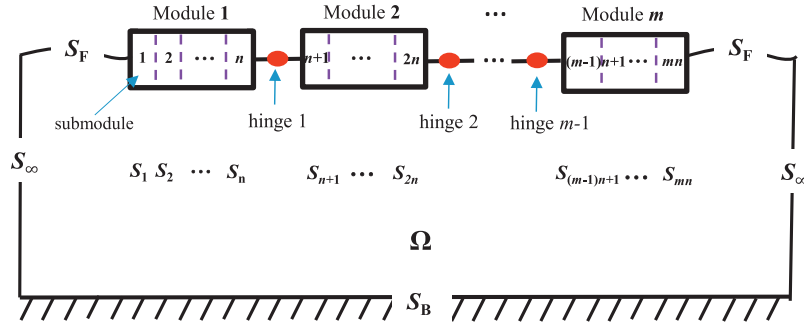 Module 1 Module 2 ... Module m
S_F 1 2 ... n n+1 ... 2n ... (m-1)n+1 ... mn S_F
submodule hinge 1 hinge 2 hinge m-1
S_∞ S_1 S_2 ... S_n S_{n+1} ... S_{2n} S_{(m-1)n+1} ... S_{mn} S_∞
Ω
S_B